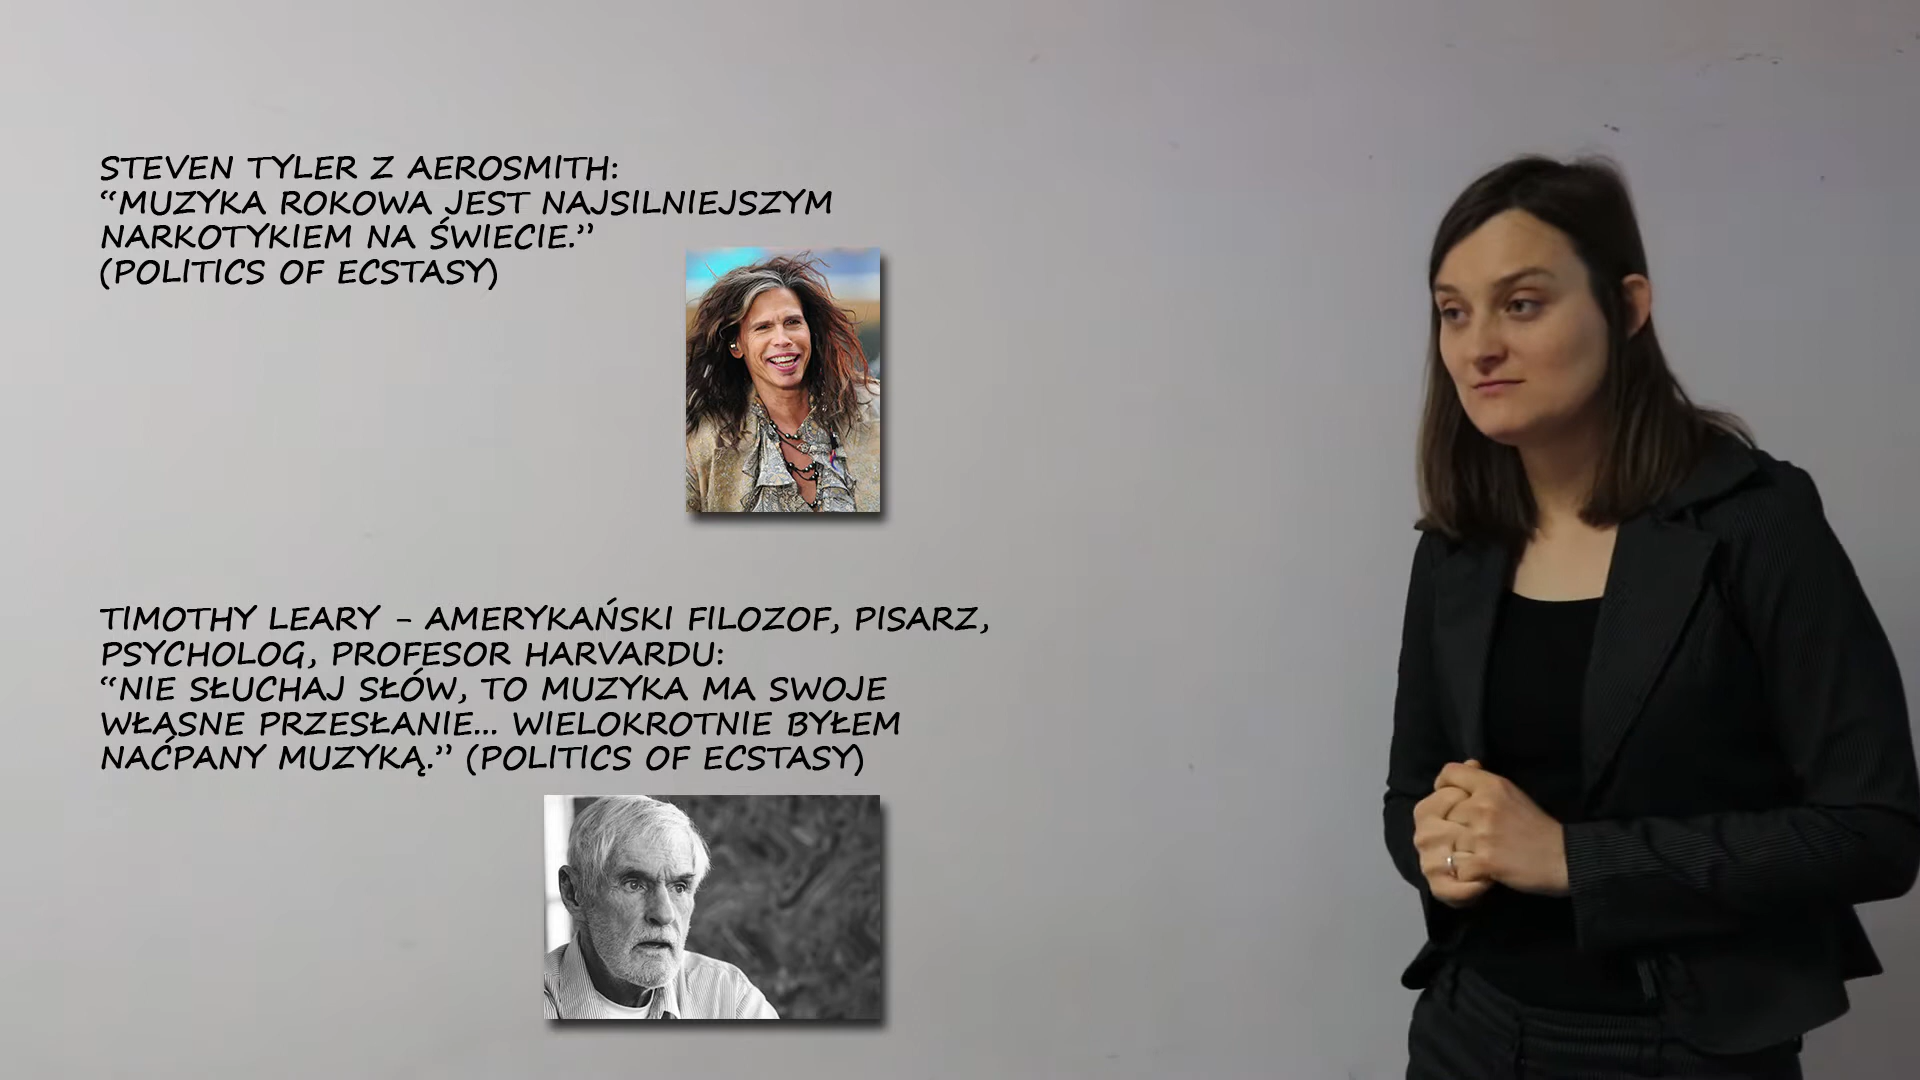 STEVEN TYLER Z AEROSMITH:
“MUZYKA ROKOWA JEST NAJSILNIEJSZYM
NARKOTYKIEM NA ŚWIECIE.”
(POLITICS OF ECSTASY)
TIMOTHY LEARY - AMERYKAŃSKI FILOZOF, PISARZ,
PSYCHOLOG, PROFESOR HARVARDU:
“NIE SŁUCHAJ SŁÓW, TO MUZYKA MA SWOJE
WŁASNE PRZESŁANIE... WIELOKROTNIE BYŁEM
NAĆPANY MUZYKĄ.” (POLITICS OF ECSTASY)